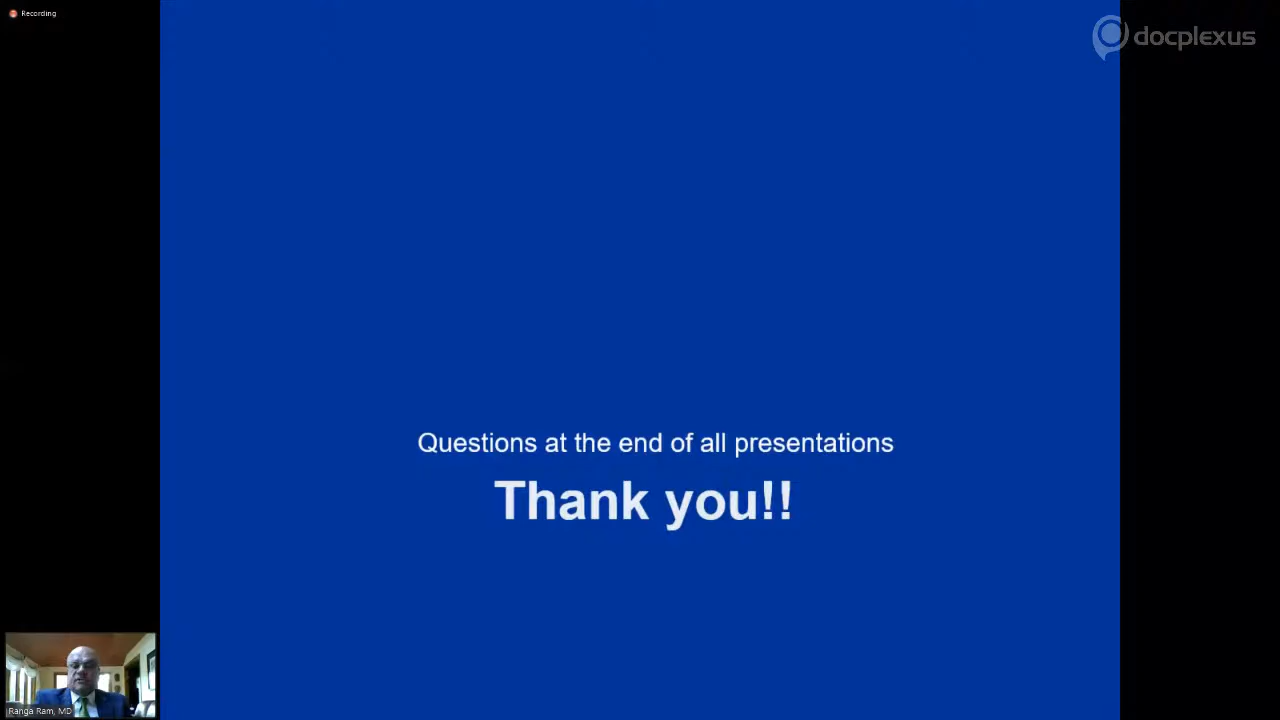 Recording
docplexus
Questions at the end of all presentations
Thank you!!
Ranga Ram, MD